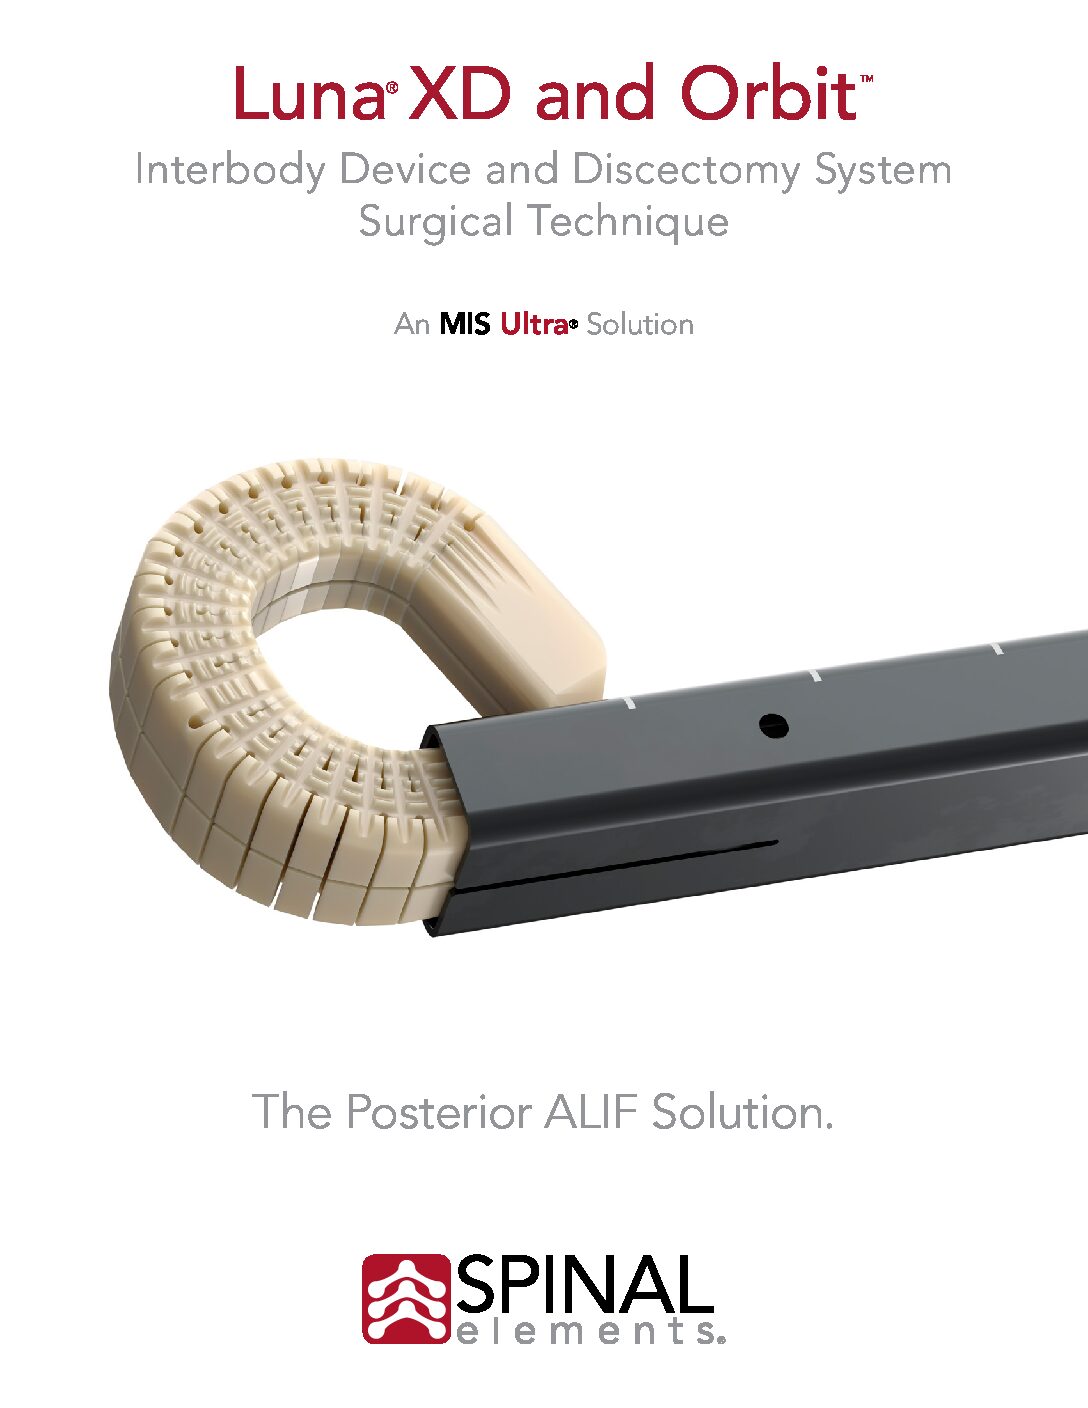 Luna® XD and Orbit™
Interbody Device and Discectomy System
Surgical Technique
An MIS Ultra® Solution
The Posterior ALIF Solution.
SPINAL
elements®